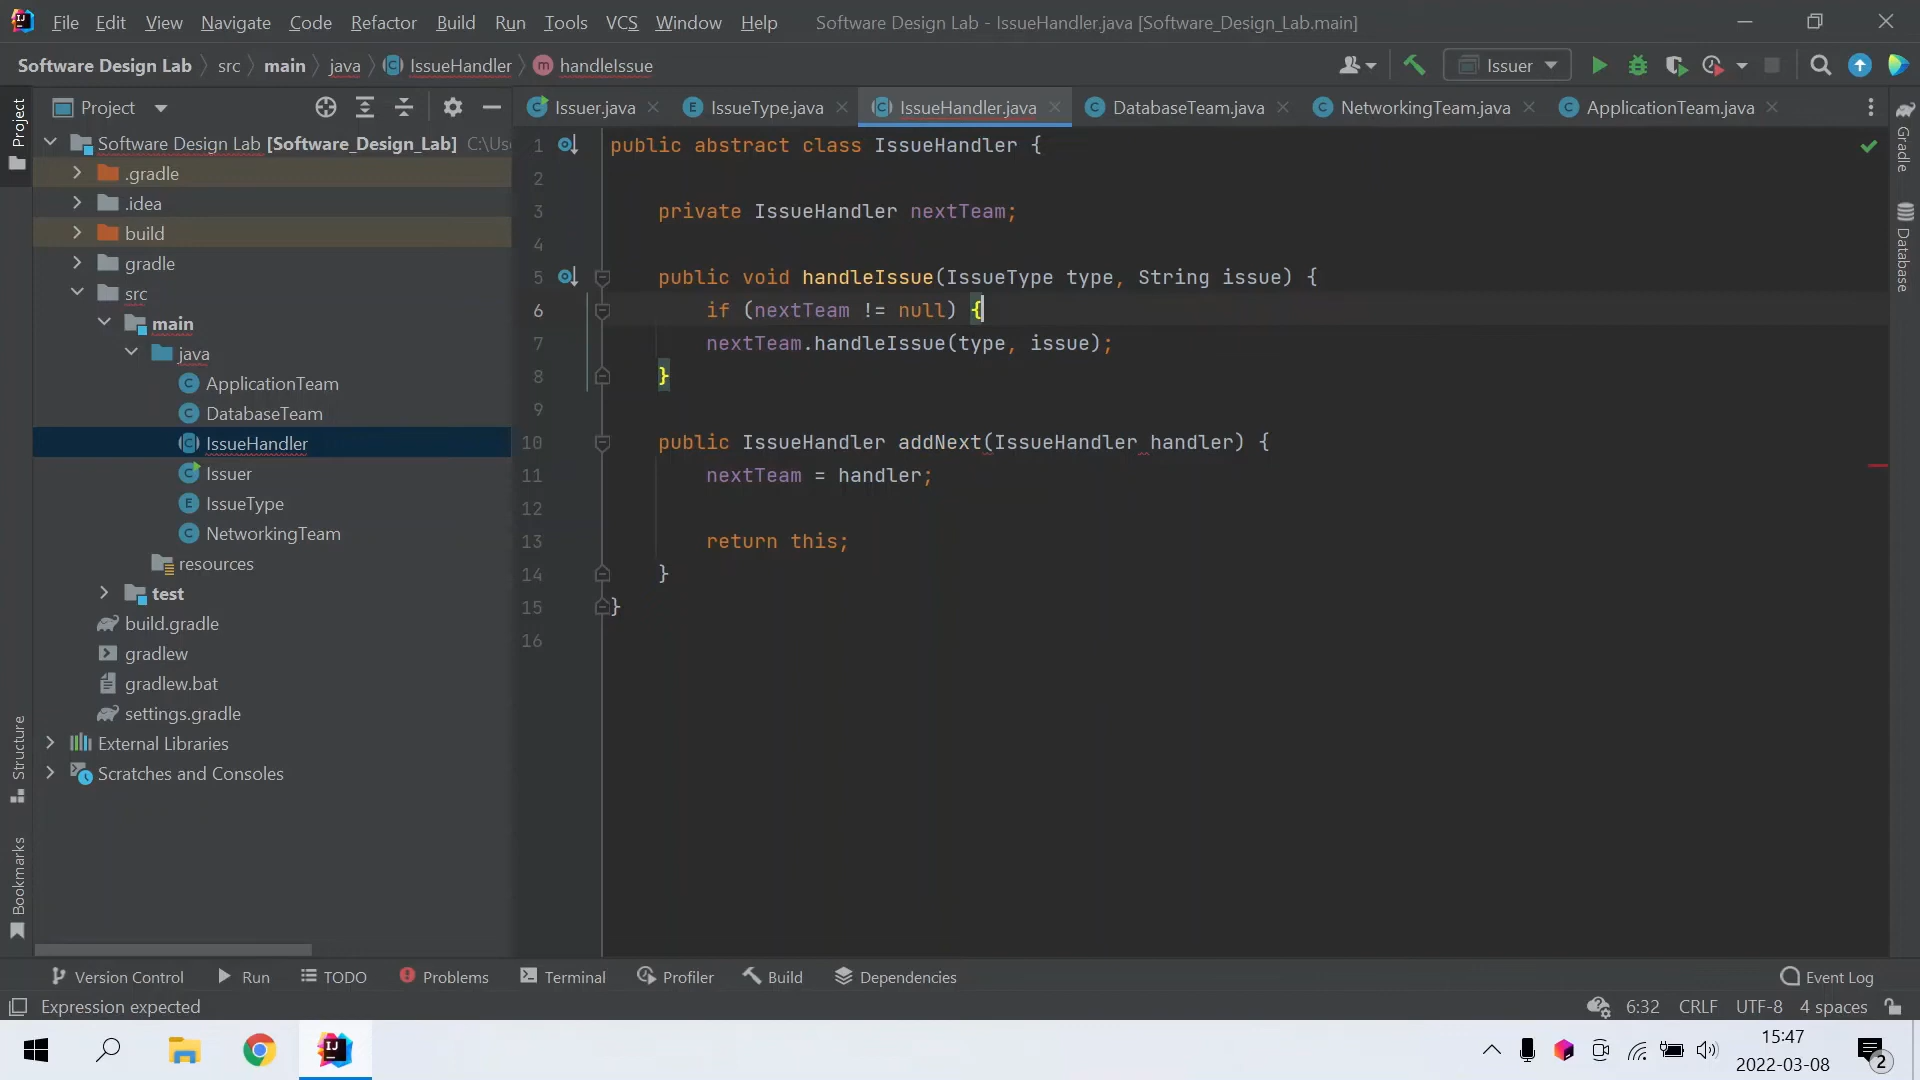 File Edit View Navigate Code Refactor Build Run Tools VCS Window Help Software Design Lab - IssueHandler.java [Software_Design_Lab.main]
Software Design Lab src main java IssueHandler handleIssue Issuer
Project
Issuer.java IssueType.java IssueHandler.java DatabaseTeam.java NetworkingTeam.java ApplicationTeam.java
Project
Software Design Lab [Software_Design_Lab] C:\Us
.gradle
.idea
build
gradle
src
main
java
ApplicationTeam
DatabaseTeam
IssueHandler
Issuer
IssueType
NetworkingTeam
resources
test
build.gradle
gradlew
gradlew.bat
settings.gradle
External Libraries
Scratches and Consoles
Structure
Bookmarks
1 public abstract class IssueHandler {
2
3 private IssueHandler nextTeam;
4
5 public void handleIssue(IssueType type, String issue) {
6 if (nextTeam != null) {
7 nextTeam.handleIssue(type, issue);
8 }
9
10 public IssueHandler addNext(IssueHandler handler) {
11 nextTeam = handler;
12
13 return this;
14 }
15 }
16
Gradle
Database
Version Control Run TODO Problems Terminal Profiler Build Dependencies Event Log
Expression expected 6:32 CRLF UTF-8 4 spaces
15:47
2022-03-08
2